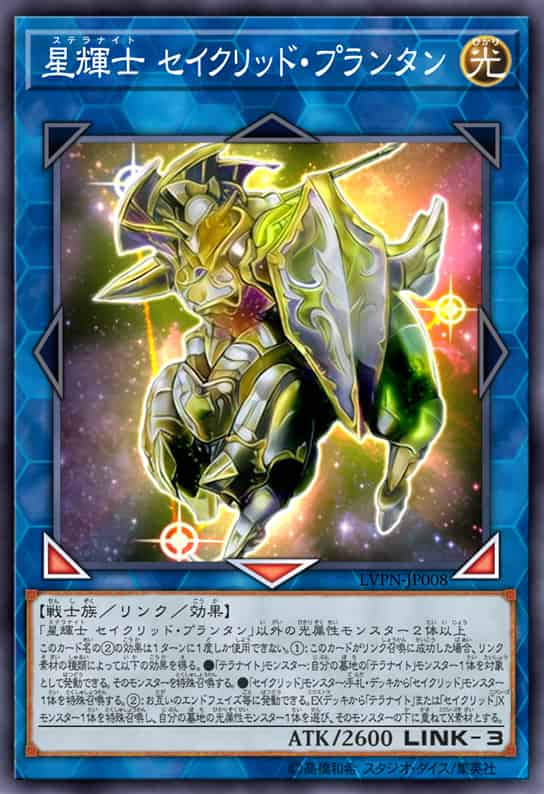 ステラナイト ひかり
星輝士 セイクリッド・プランタン 光
LVPN-JP008
【戦士族／リンク／効果】
「星輝士 セイクリッド・プランタン」以外の光属性モンスター２体以上
このカード名の②の効果は１ターンに１度しか使用できない。①：このカードがリンク召喚に成功した場合、リンク
素材の種類によって以下の効果を得る。●「テラナイト」モンスター：自分の墓地の「テラナイト」モンスター１体を対象
として発動できる。そのモンスターを特殊召喚する。●「セイクリッド」モンスター：手札・デッキから「セイクリッド」モンスター
１体を特殊召喚する。②：お互いのエンドフェイズ等に発動できる。EXデッキから「テラナイト」または「セイクリッド」X
モンスター１体を特殊召喚し、自分の墓地の光属性モンスター１体を選び、そのモンスターの下に重ねてX素材とする。
ATK/2600 LINK-3
©高橋和希 スタジオ・ダイス/集英社